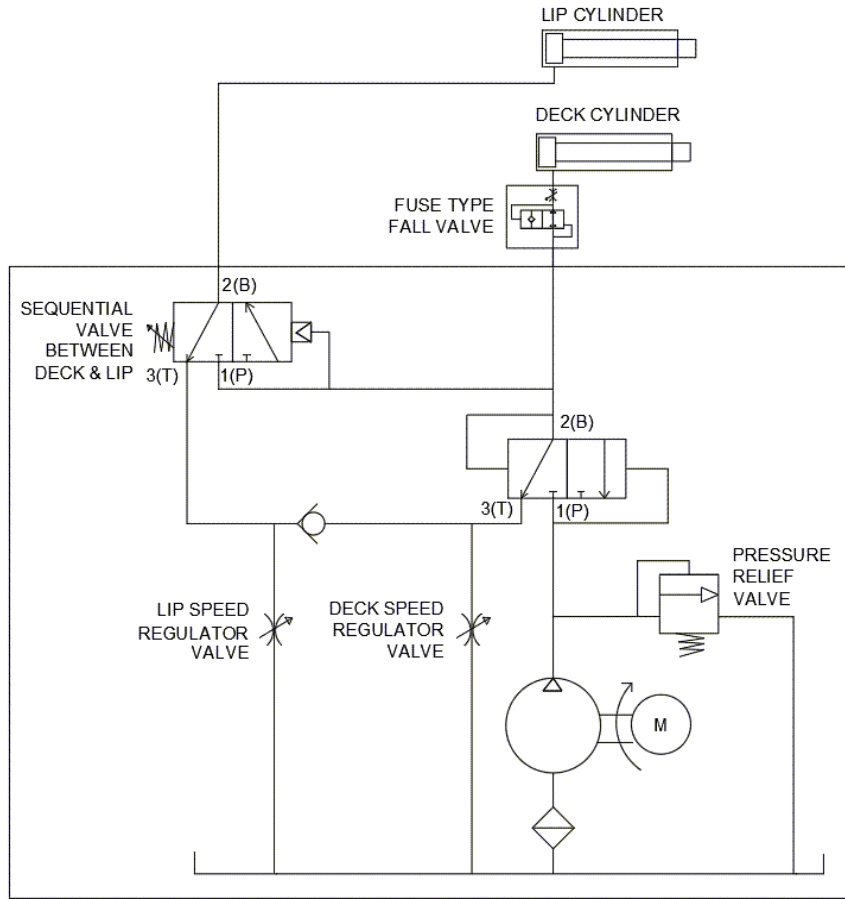 LIP CYLINDER
DECK CYLINDER
FUSE TYPE
FALL VALVE
2(B)
SEQUENTIAL
VALVE
BETWEEN
DECK & LIP
3(T)
1(P)
2(B)
3(T)
1(P)
PRESSURE
RELIEF
VALVE
LIP SPEED
REGULATOR
VALVE
DECK SPEED
REGULATOR
VALVE
M